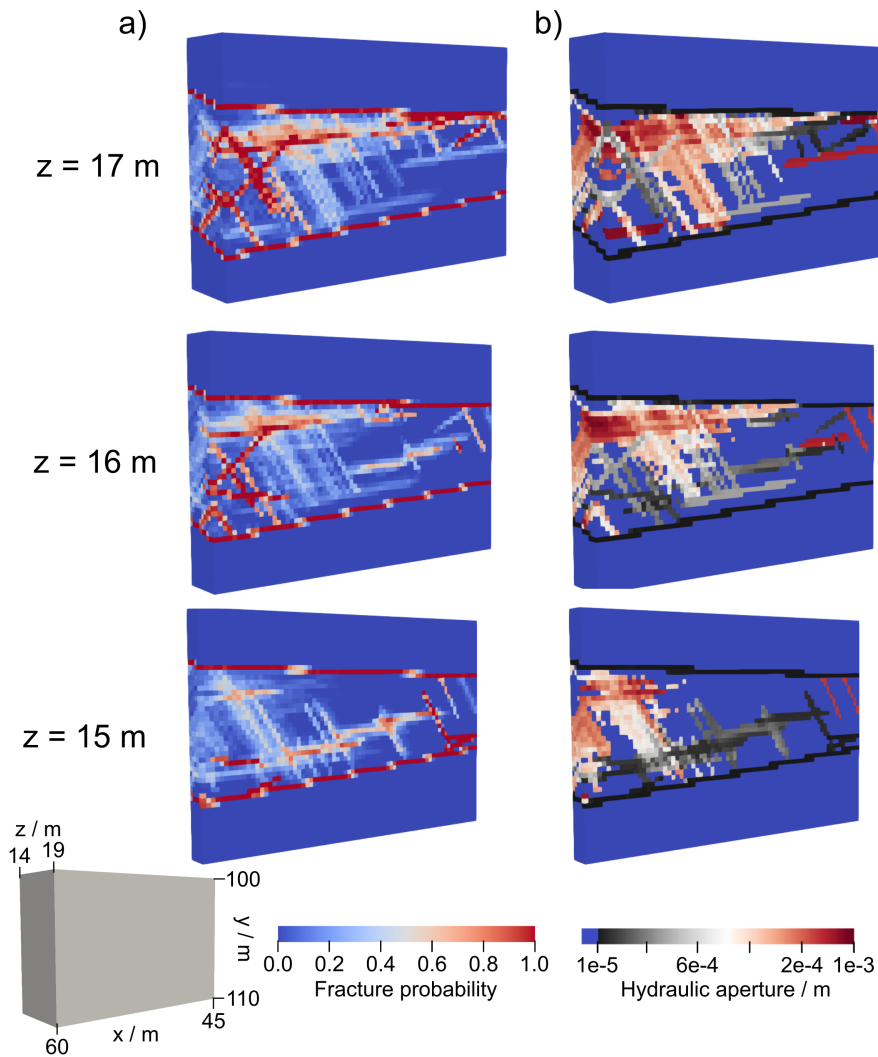 a) b)
z = 17 m
z = 16 m
z = 15 m
z / m
14 19
100
y / m
110
45
x / m
60
0.0 0.2 0.4 0.6 0.8 1.0
Fracture probability
1e-5 6e-4 2e-4 1e-3
Hydraulic aperture / m